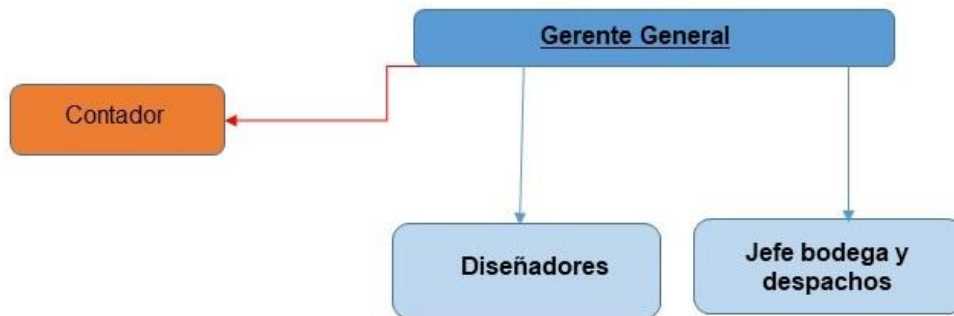 Gerente General
Contador
Diseñadores
Jefe bodega y
despachos